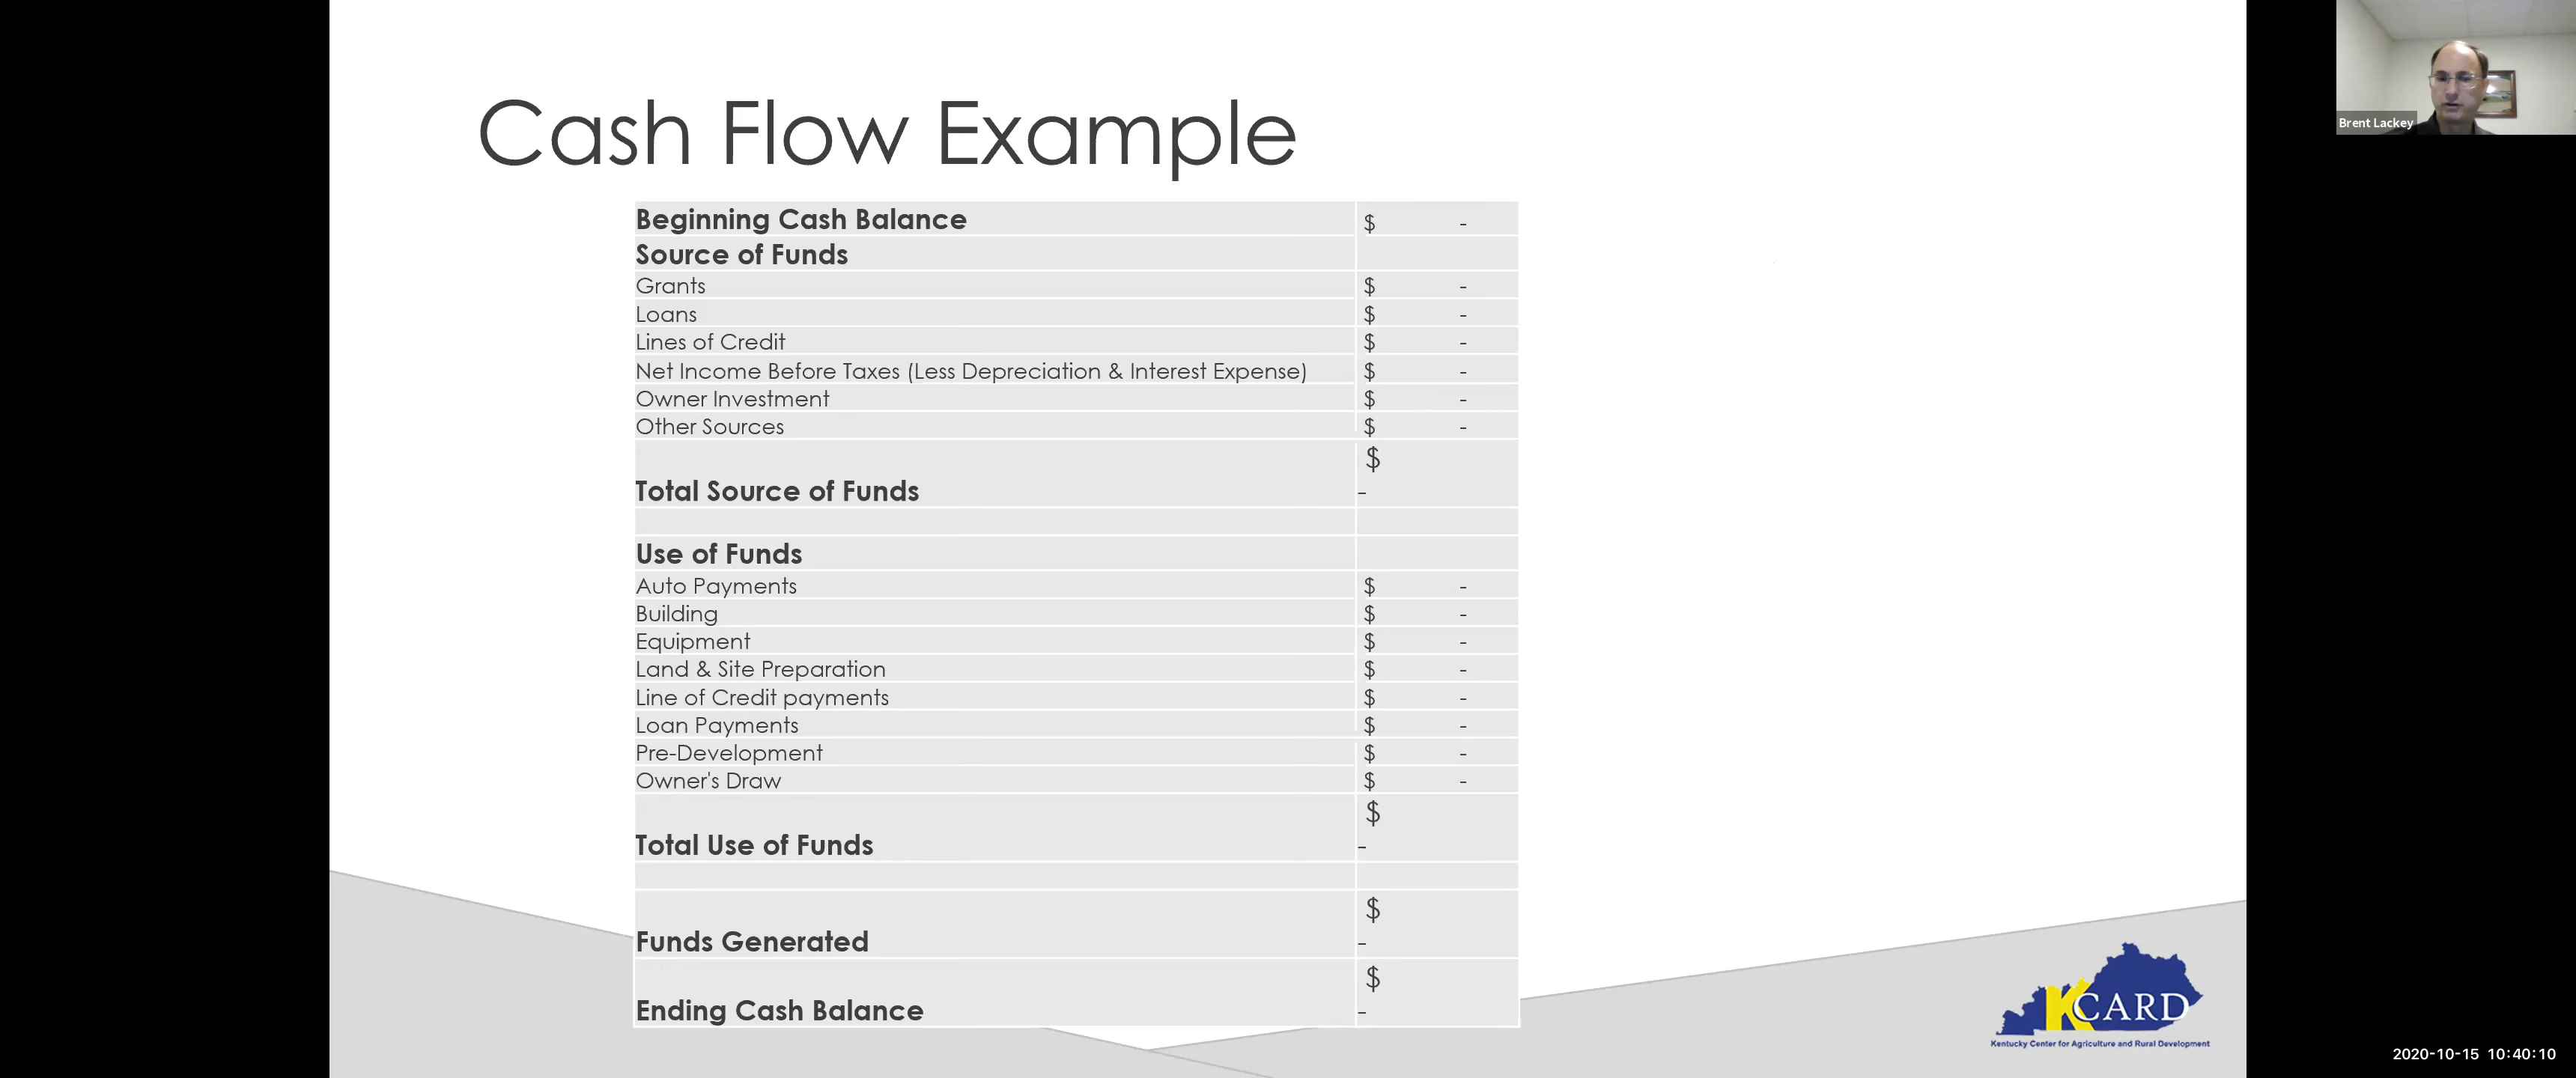 Cash Flow Example
Brent Lackey
Beginning Cash Balance $ -
Source of Funds
Grants $ -
Loans $ -
Lines of Credit $ -
Net Income Before Taxes (Less Depreciation & Interest Expense) $ -
Owner Investment $ -
Other Sources $ -
$
Total Source of Funds -
Use of Funds
Auto Payments $ -
Building $ -
Equipment $ -
Land & Site Preparation $ -
Line of Credit payments $ -
Loan Payments $ -
Pre-Development $ -
Owner's Draw $ -
$
Total Use of Funds -
$
Funds Generated -
$
Ending Cash Balance -
KCARD
Kentucky Center for Agriculture and Rural Development
2020-10-15 10:40:10